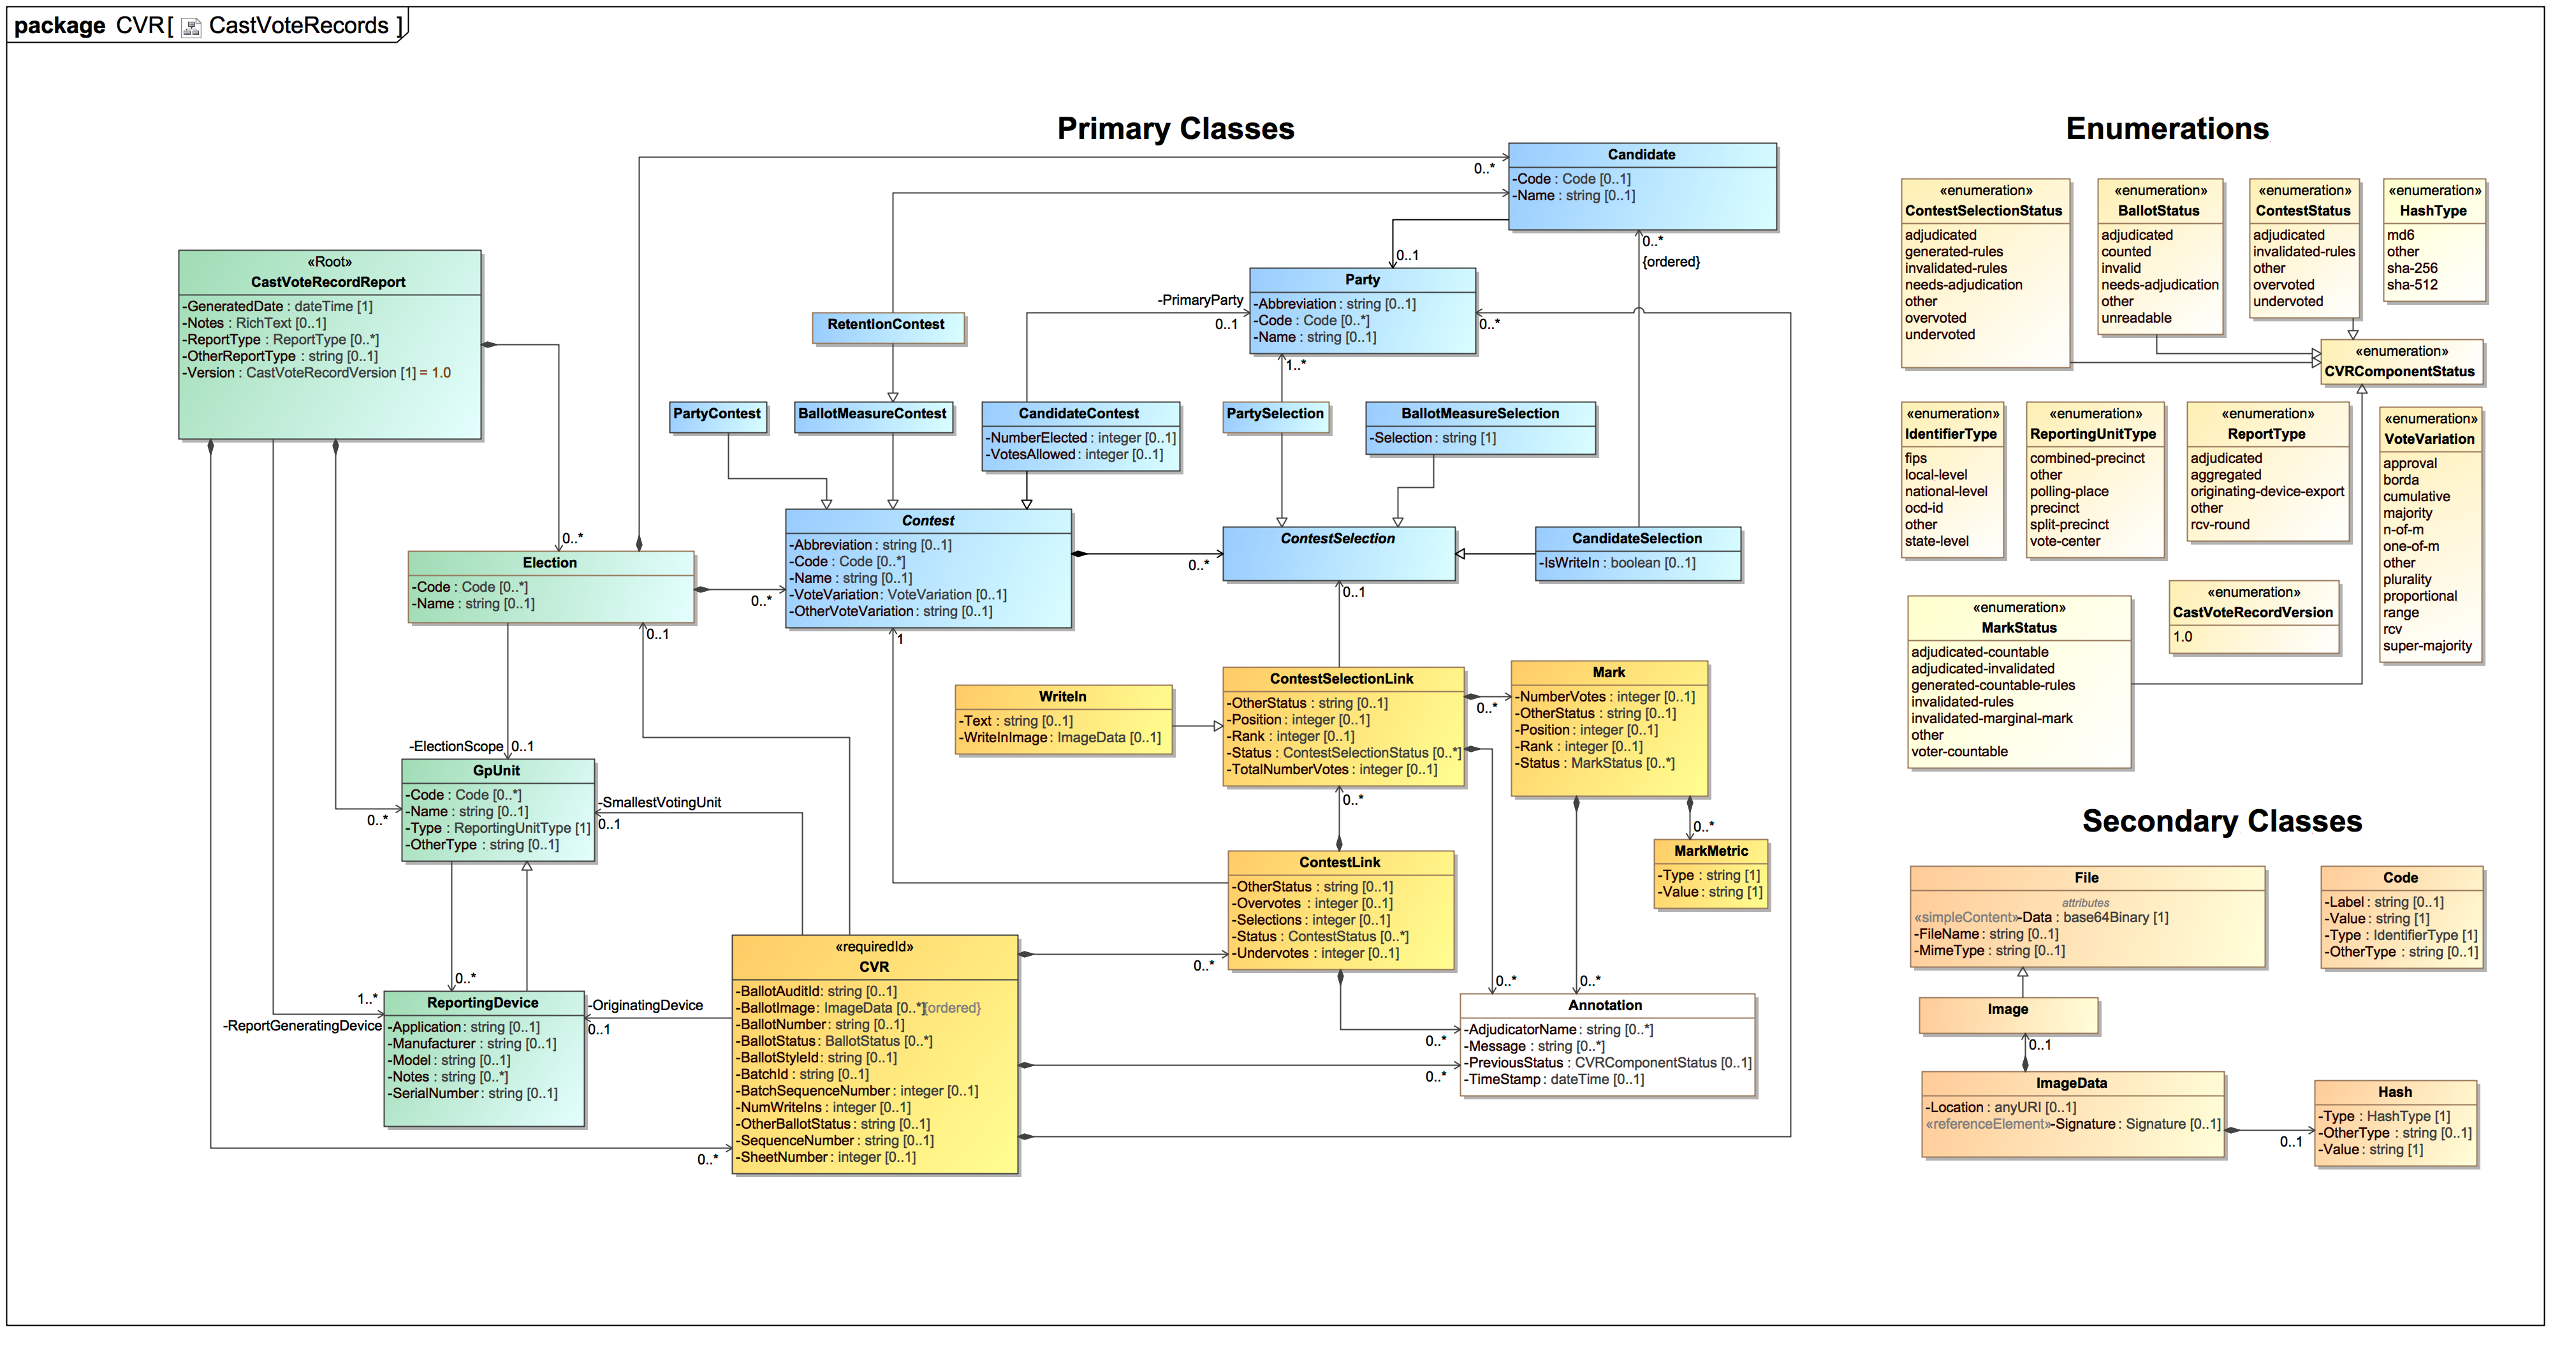 package CVR[ CastVoteRecords ]
Primary Classes
«Root»
CastVoteRecordReport
-GeneratedDate : dateTime [1]
-Notes : RichText [0..1]
-ReportType : ReportType [0..*]
-OtherReportType : string [0..1]
-Version : CastVoteRecordVersion [1] = 1.0
0..*
Candidate
-Code : Code [0..1]
-Name : string [0..1]
0..1
0..*
{ordered}
-PrimaryParty
0..1
Party
-Abbreviation : string [0..1]
-Code : Code [0..*]
-Name : string [0..1]
0..*
1..*
RetentionContest
PartyContest
BallotMeasureContest
CandidateContest
-NumberElected : integer [0..1]
-VotesAllowed : integer [0..1]
PartySelection
BallotMeasureSelection
-Selection : string [1]
0..*
Election
-Code : Code [0..*]
-Name : string [0..1]
0..*
0..1
Contest
-Abbreviation : string [0..1]
-Code : Code [0..*]
-Name : string [0..1]
-VoteVariation : VoteVariation [0..1]
-OtherVoteVariation : string [0..1]
1
0..*
ContestSelection
0..1
CandidateSelection
-IsWriteIn : boolean [0..1]
WriteIn
-Text : string [0..1]
-WriteInImage : ImageData [0..1]
ContestSelectionLink
-OtherStatus : string [0..1]
-Position : integer [0..1]
-Rank : integer [0..1]
-Status : ContestSelectionStatus [0..*]
-TotalNumberVotes : integer [0..1]
0..*
0..*
Mark
-NumberVotes : integer [0..1]
-OtherStatus : string [0..1]
-Position : integer [0..1]
-Rank : integer [0..1]
-Status : MarkStatus [0..*]
0..*
MarkMetric
-Type : string [1]
-Value : string [1]
-ElectionScope 0..1
GpUnit
-Code : Code [0..*]
-Name : string [0..1]
-Type : ReportingUnitType [1]
-OtherType : string [0..1]
0..*
-SmallestVotingUnit
0..1
ContestLink
-OtherStatus : string [0..1]
-Overvotes : integer [0..1]
-Selections : integer [0..1]
-Status : ContestStatus [0..*]
-Undervotes : integer [0..1]
0..*
1..*
-ReportGeneratingDevice
0..*
ReportingDevice
-Application : string [0..1]
-Manufacturer : string [0..1]
-Model : string [0..1]
-Notes : string [0..*]
-SerialNumber : string [0..1]
-OriginatingDevice
0..1
0..*
«requiredId»
CVR
-BallotAuditId : string [0..1]
-BallotImage : ImageData [0..*]{ordered}
-BallotNumber : string [0..1]
-BallotStatus : BallotStatus [0..*]
-BallotStyleId : string [0..1]
-BatchId : string [0..1]
-BatchSequenceNumber : integer [0..1]
-NumWriteIns : integer [0..1]
-OtherBallotStatus : string [0..1]
-SequenceNumber : string [0..1]
-SheetNumber : integer [0..1]
0..*
0..*
0..*
0..*
Annotation
-AdjudicatorName : string [0..*]
-Message : string [0..*]
-PreviousStatus : CVRComponentStatus [0..1]
-TimeStamp : dateTime [0..1]
Enumerations
«enumeration»
ContestSelectionStatus
adjudicated
generated-rules
invalidated-rules
needs-adjudication
other
overvoted
undervoted
«enumeration»
BallotStatus
adjudicated
counted
invalid
needs-adjudication
other
unreadable
«enumeration»
ContestStatus
adjudicated
invalidated-rules
other
overvoted
undervoted
«enumeration»
HashType
md6
other
sha-256
sha-512
«enumeration»
CVRComponentStatus
«enumeration»
IdentifierType
fips
local-level
national-level
ocd-id
other
state-level
«enumeration»
ReportingUnitType
combined-precinct
other
polling-place
precinct
split-precinct
vote-center
«enumeration»
ReportType
adjudicated
aggregated
originating-device-export
other
rcv-round
«enumeration»
VoteVariation
approval
borda
cumulative
majority
n-of-m
one-of-m
other
plurality
proportional
range
rcv
super-majority
«enumeration»
MarkStatus
adjudicated-countable
adjudicated-invalidated
generated-countable-rules
invalidated-rules
invalidated-marginal-mark
other
voter-countable
«enumeration»
CastVoteRecordVersion
1.0
Secondary Classes
File
attributes
«simpleContent»-Data : base64Binary [1]
-FileName : string [0..1]
-MimeType : string [0..1]
Code
-Label : string [0..1]
-Value : string [1]
-Type : IdentifierType [1]
-OtherType : string [0..1]
Image
0..1
ImageData
-Location : anyURI [0..1]
«referenceElement»-Signature : Signature [0..1]
0..1
Hash
-Type : HashType [1]
-OtherType : string [0..1]
-Value : string [1]